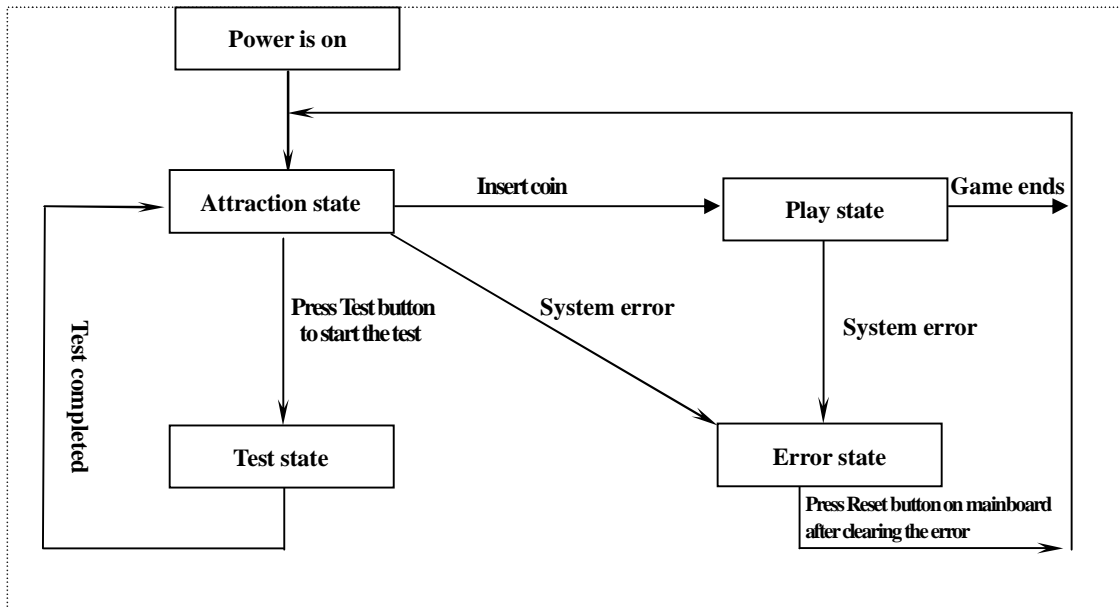 Power is on
Attraction state
Insert coin
Play state
Game ends
Press Test button
to start the test
System error
System error
Test completed
Test state
Error state
Press Reset button on mainboard
after clearing the error